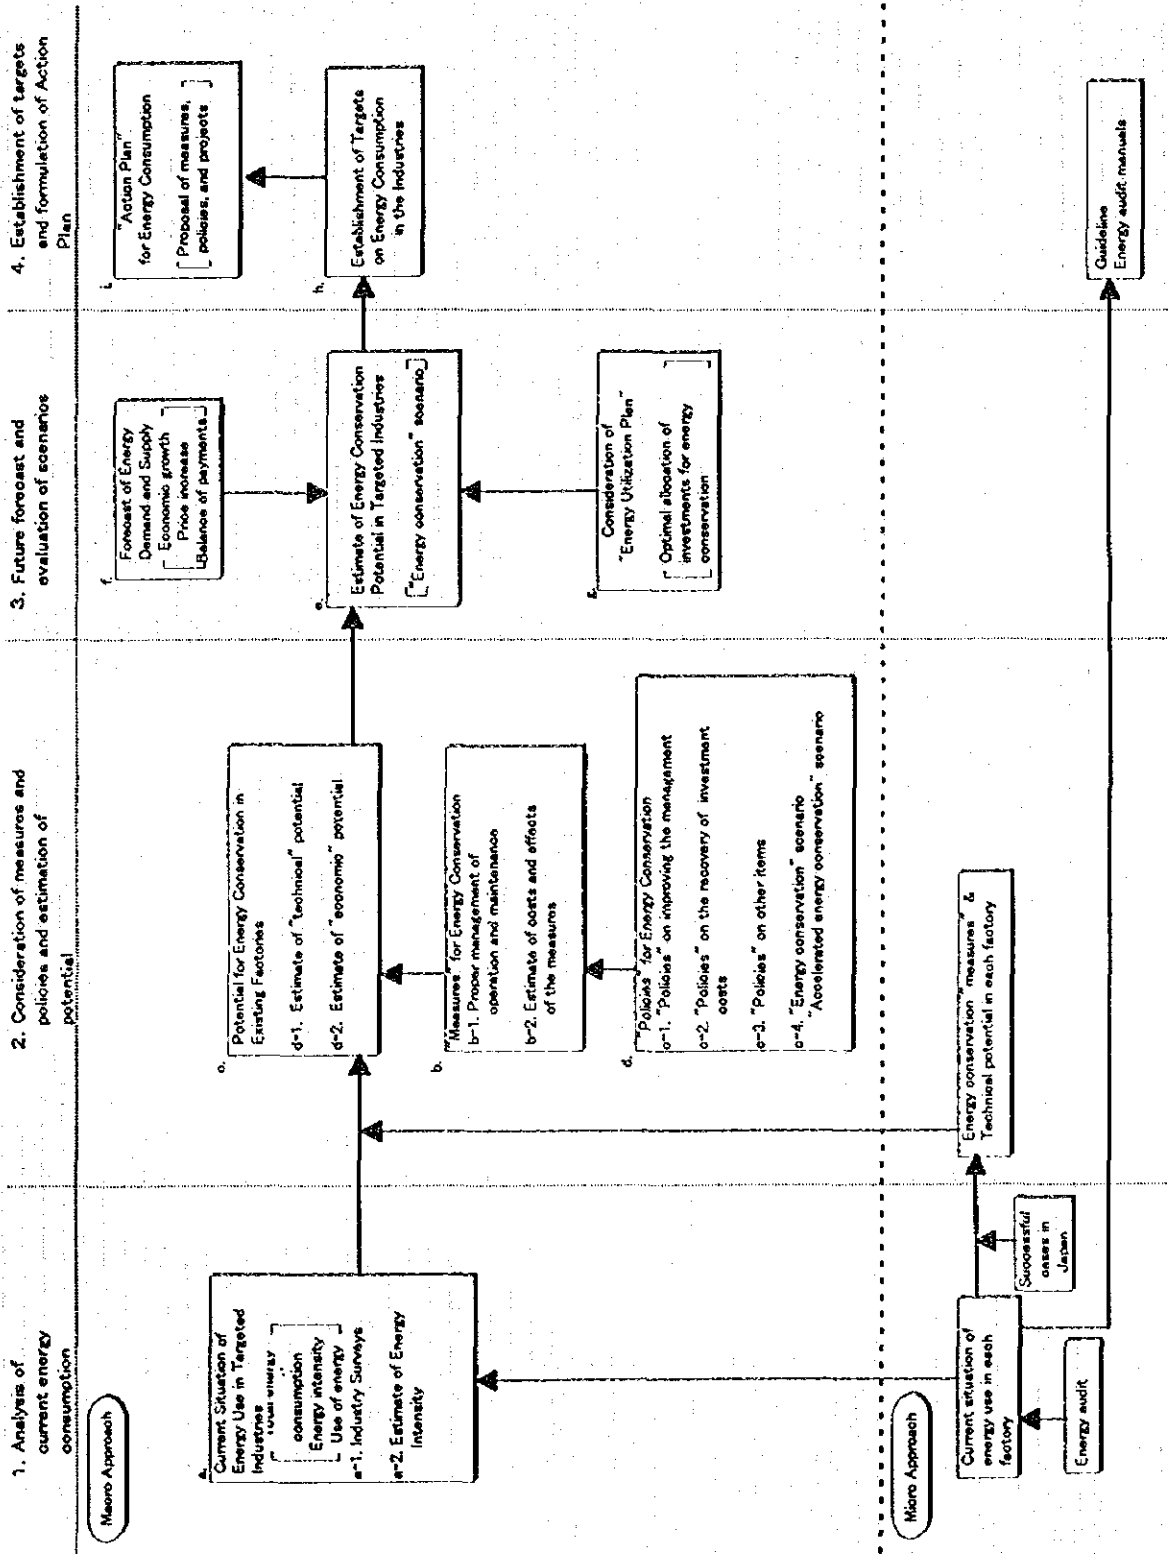 1. Analysis of
current energy
consumption
2. Consideration of measures and
policies and estimation of
potential
3. Future forecast and
evaluation of scenarios
4. Establishment of targets
and formulation of Action
Plan
Macro Approach
a.
Current Situation of
Energy Use in Targeted
Industries
energy
consumption
Energy intensity
Use of energy
a-1. Industry Surveys
a-2. Estimate of Energy
Intensity
c.
Potential for Energy Conservation in
Existing Factories
d-1. Estimate of "technical" potential
d-2. Estimate of "economic" potential
b.
"Measures" for Energy Conservation
b-1. Proper management of
operation and maintenance
b-2. Estimate of costs and effects
of the measures
d.
"Policies" for Energy Conservation
c-1. "Policies" on improving the management
c-2. "Policies" on the recovery of investment
costs
c-3. "Policies" on other items
c-4. "Energy conservation" scenario
"Accelerated energy conservation" scenario
f.
Forecast of Energy
Demand and Supply
Economic growth
Price increase
Balance of payments
e.
Estimate of Energy Conservation
Potential in Targeted Industries
"Energy conservation" scenario
g.
Consideration of
"Energy Utilization Plan"
Optimal allocation of
investments for energy
conservation
i.
"Action Plan"
for Energy Consumption
Proposal of measures,
policies, and projects
h.
Establishment of Targets
on Energy Consumption
in the Industries
Micro Approach
Current situation of
energy use in each
factory
Energy audit
Successful
cases in
Japan
"Energy conservation measures" &
Technical potential in each factory
Guideline
Energy audit manuals